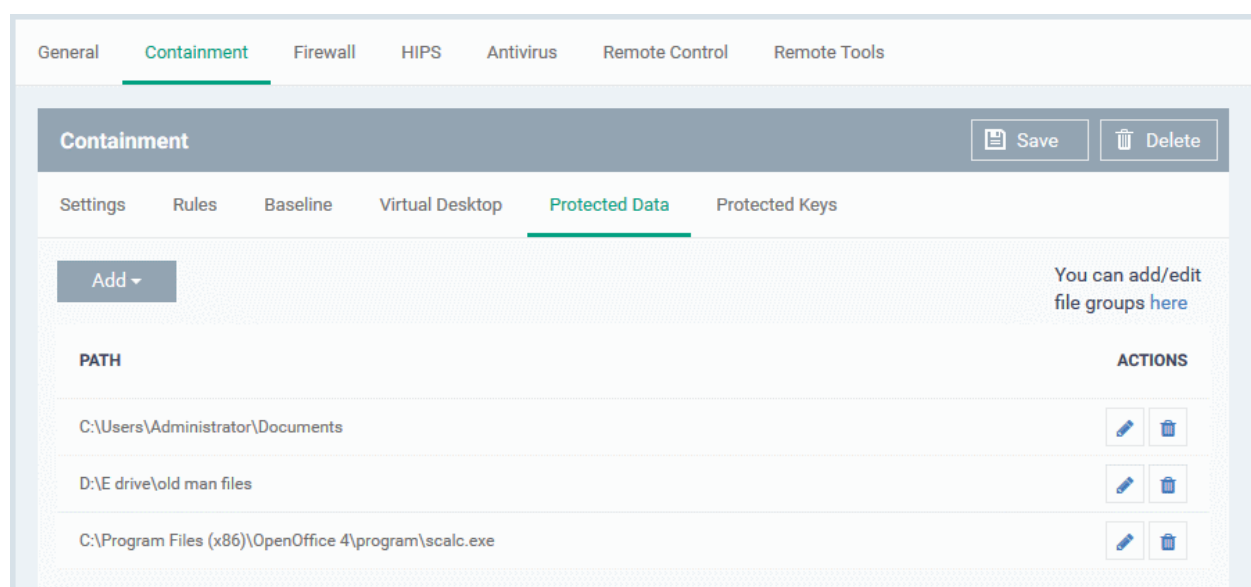 General Containment Firewall HIPS Antivirus Remote Control Remote Tools
Containment Save Delete
Settings Rules Baseline Virtual Desktop Protected Data Protected Keys
Add
You can add/edit
file groups here
PATH ACTIONS
C:\Users\Administrator\Documents
D:\E drive\old man files
C:\Program Files (x86)\OpenOffice 4\program\scalc.exe